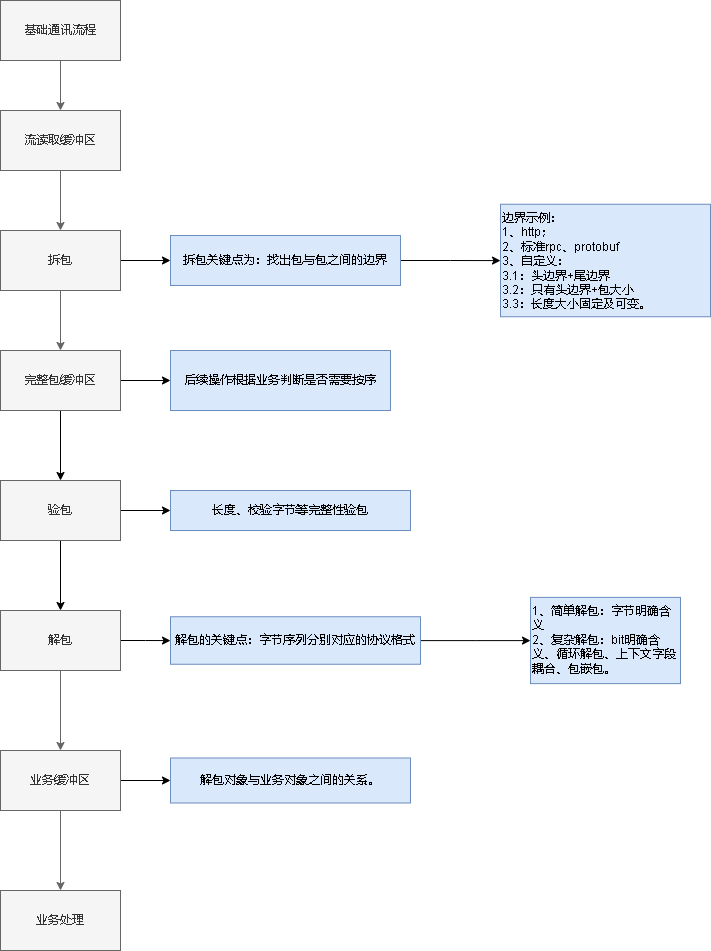 基础通讯流程
流读取缓冲区
拆包
拆包关键点为：找出包与包之间的边界
边界示例：
1、http；
2、标准rpc、protobuf
3、自定义：
3.1：头边界+尾边界
3.2：只有头边界+包大小
3.3：长度大小固定及可变。
完整包缓冲区
后续操作根据业务判断是否需要按序
验包
长度、校验字节等完整性验包
解包
解包的关键点：字节序列分别对应的协议格式
1、简单解包：字节明确含
义
2、复杂解包：bit明确含
义、循环解包、上下文字段
耦合、包嵌包。
业务缓冲区
解包对象与业务对象之间的关系。
业务处理